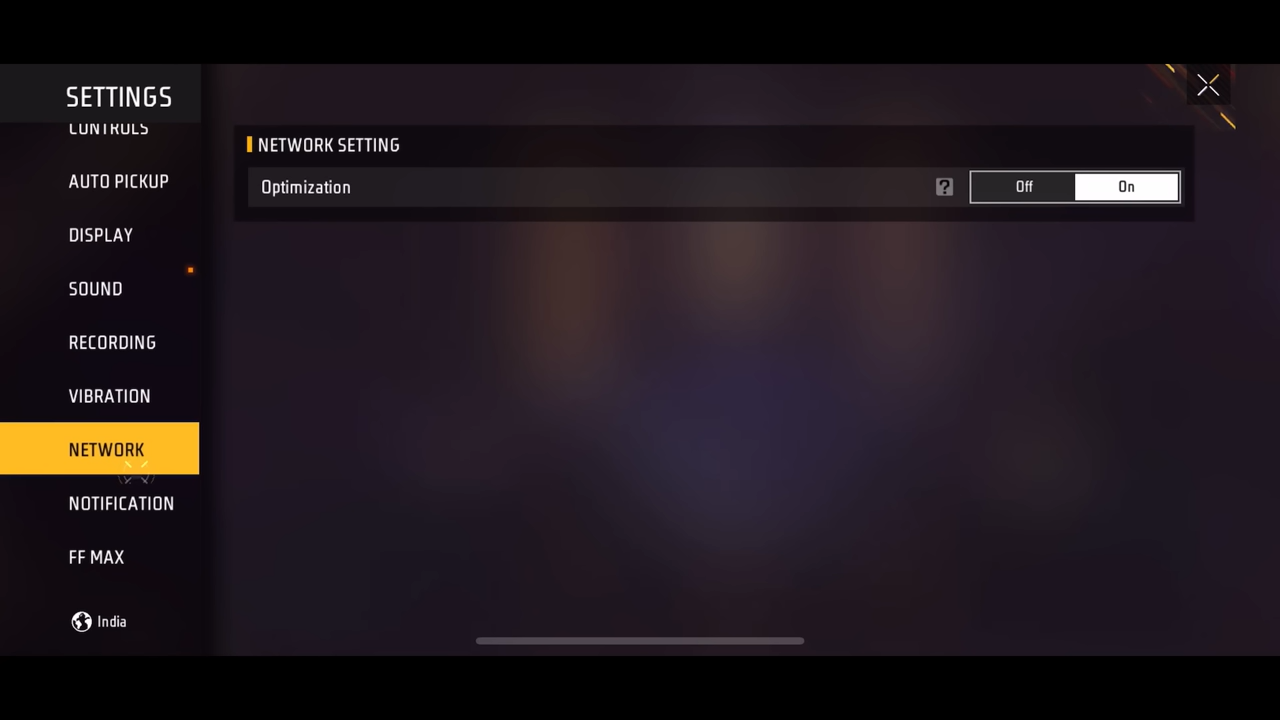 SETTINGS
CONTROLS
AUTO PICKUP
DISPLAY
SOUND
RECORDING
VIBRATION
NETWORK
NOTIFICATION
FF MAX
India
NETWORK SETTING
Optimization ? Off On